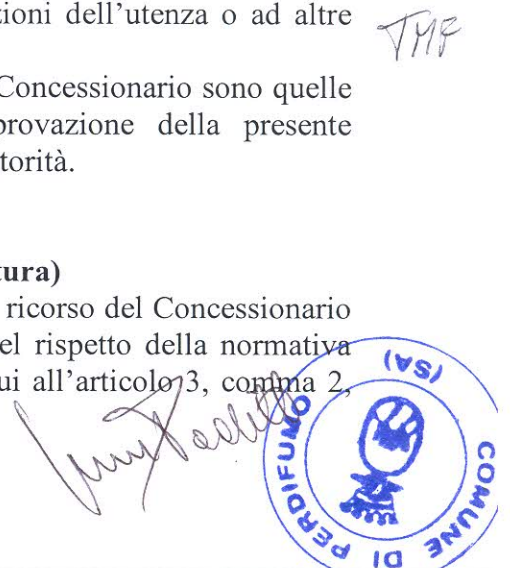 zioni dell'utenza o ad altre
TMF
Concessionario sono quelle
provazione della presente
torità.
tura)
ricorso del Concessionario
el rispetto della normativa
ui all'articolo 3, comma 2,
COMUNE DI PERDIFUMO
(SA)